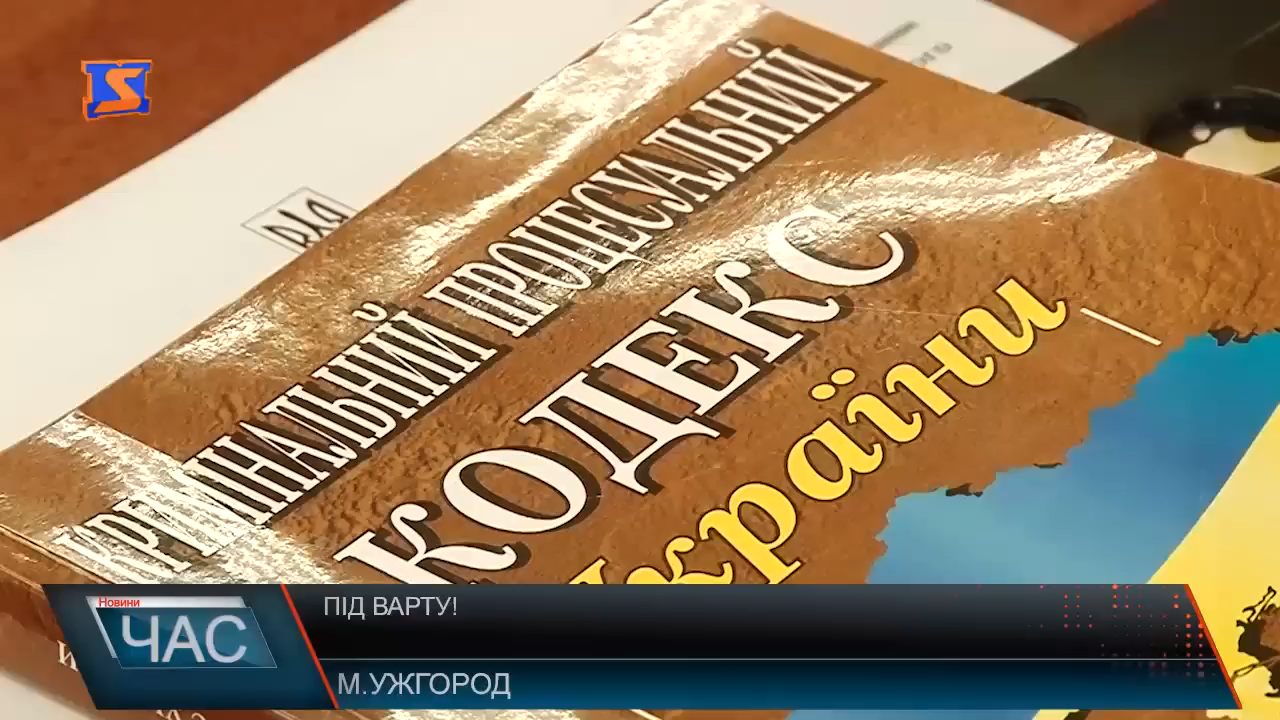 КРИМІНАЛЬНИЙ ПРОЦЕСУАЛЬНИЙ
КОДЕКС
України
Новини
ЧАС
ПІД ВАРТУ!
М.УЖГОРОД